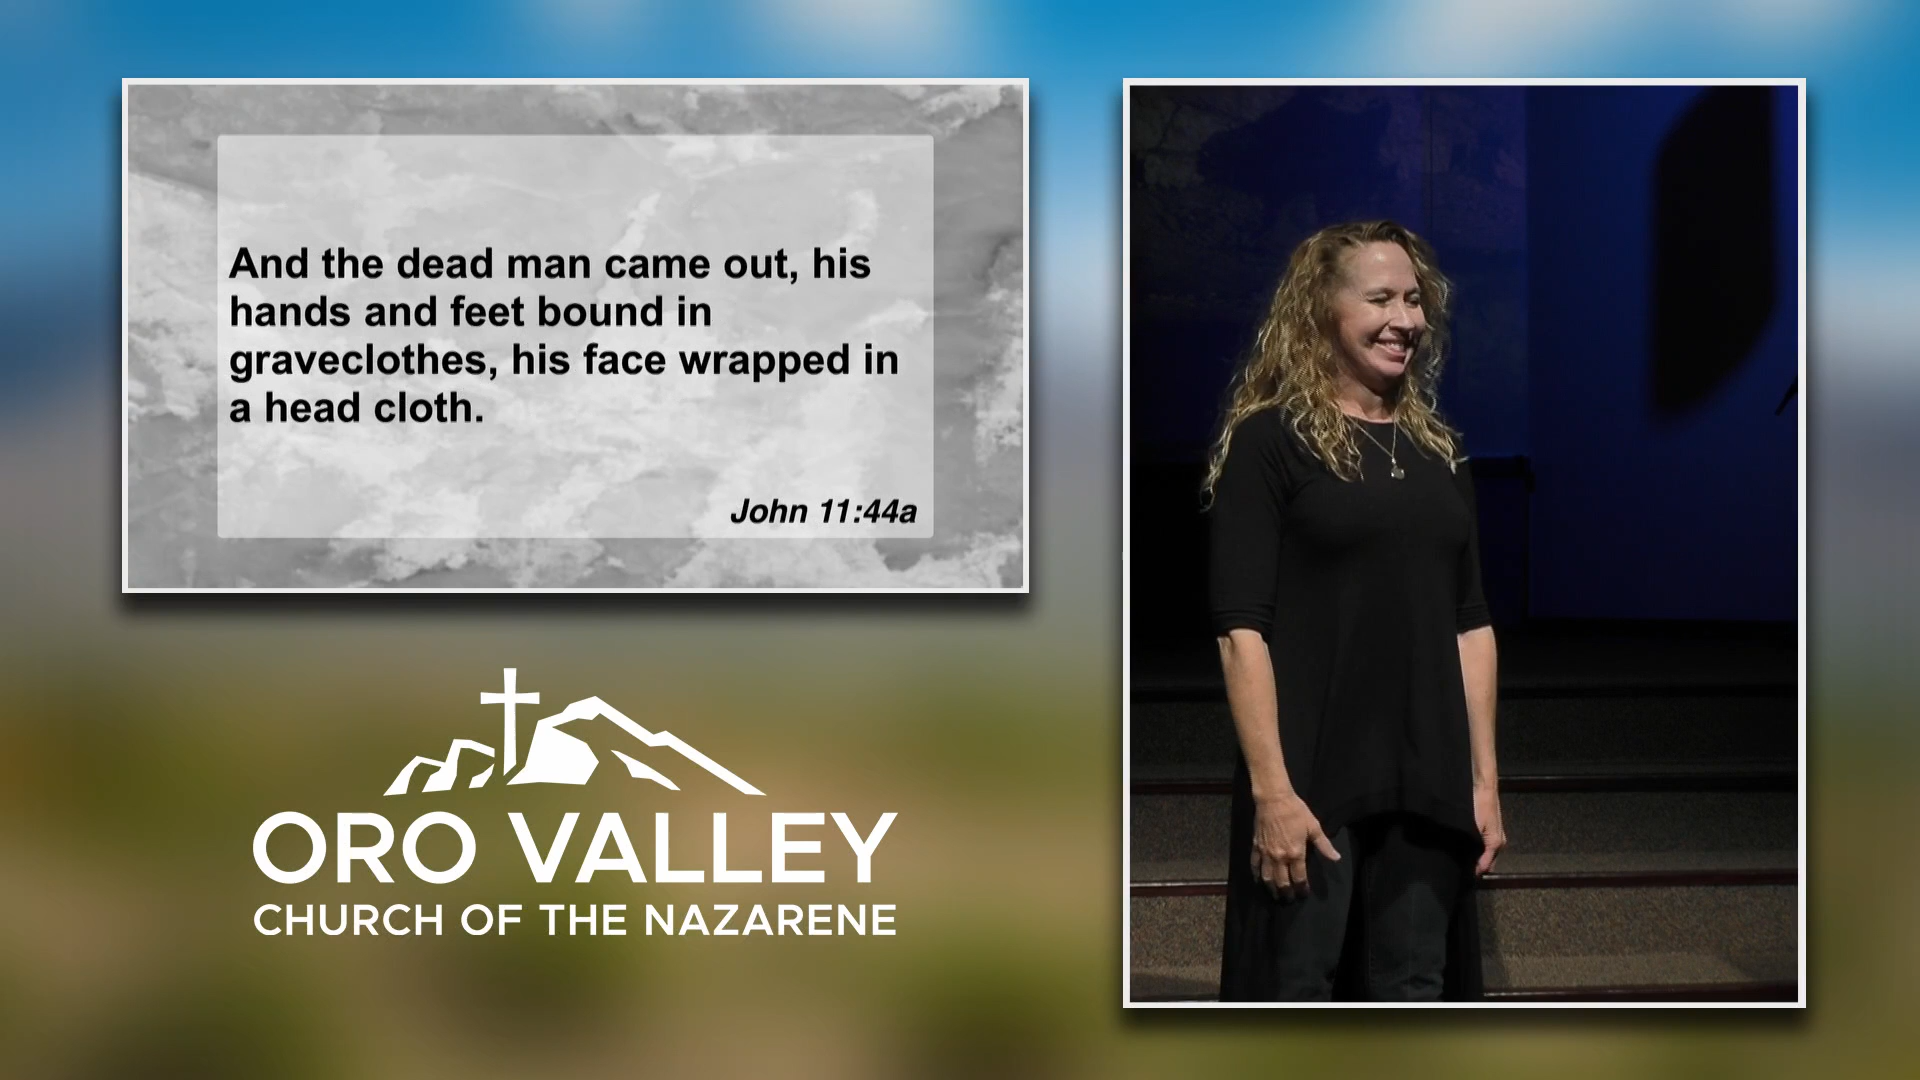 And the dead man came out, his
hands and feet bound in
graveclothes, his face wrapped in
a head cloth.
John 11:44a
ORO VALLEY
CHURCH OF THE NAZARENE